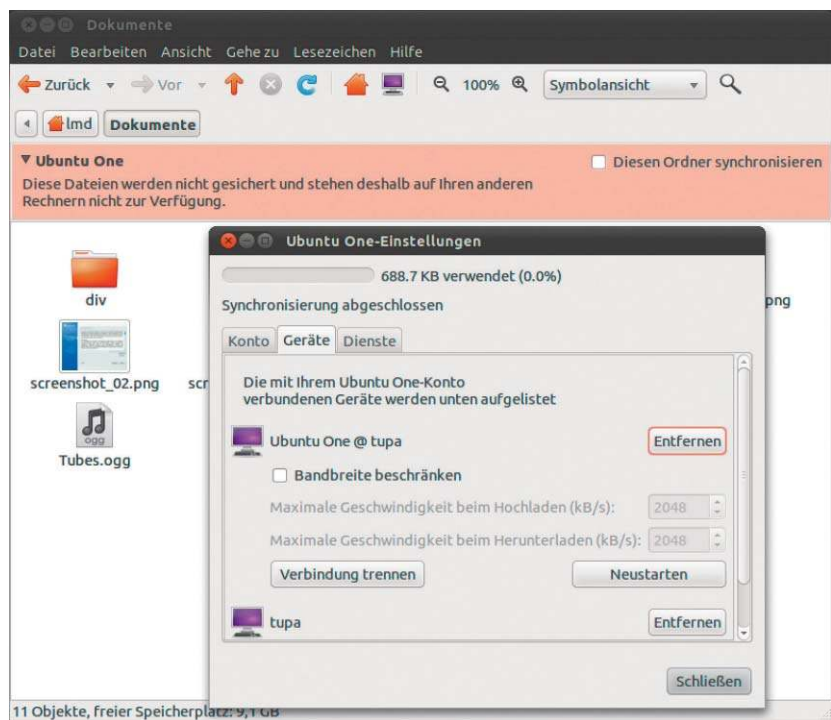 Dokumente
Datei Bearbeiten Ansicht Gehe zu Lesezeichen Hilfe
Zurück Vor 100% Symbolansicht
lmd Dokumente
Ubuntu One Diesen Ordner synchronisieren
Diese Dateien werden nicht gesichert und stehen deshalb auf Ihren anderen
Rechnern nicht zur Verfügung.
Ubuntu One-Einstellungen
688.7 KB verwendet (0.0%)
Synchronisierung abgeschlossen
Konto Geräte Dienste
Die mit Ihrem Ubuntu One-Konto
verbundenen Geräte werden unten aufgelistet
Ubuntu One @ tupa Entfernen
Bandbreite beschränken
Maximale Geschwindigkeit beim Hochladen (kB/s): 2048
Maximale Geschwindigkeit beim Herunterladen (kB/s): 2048
Verbindung trennen Neustarten
tupa Entfernen
Schließen
div
png
screenshot_02.png scr
ogg
Tubes.ogg
11 Objekte, freier Speicherplatz: 9,1 GB